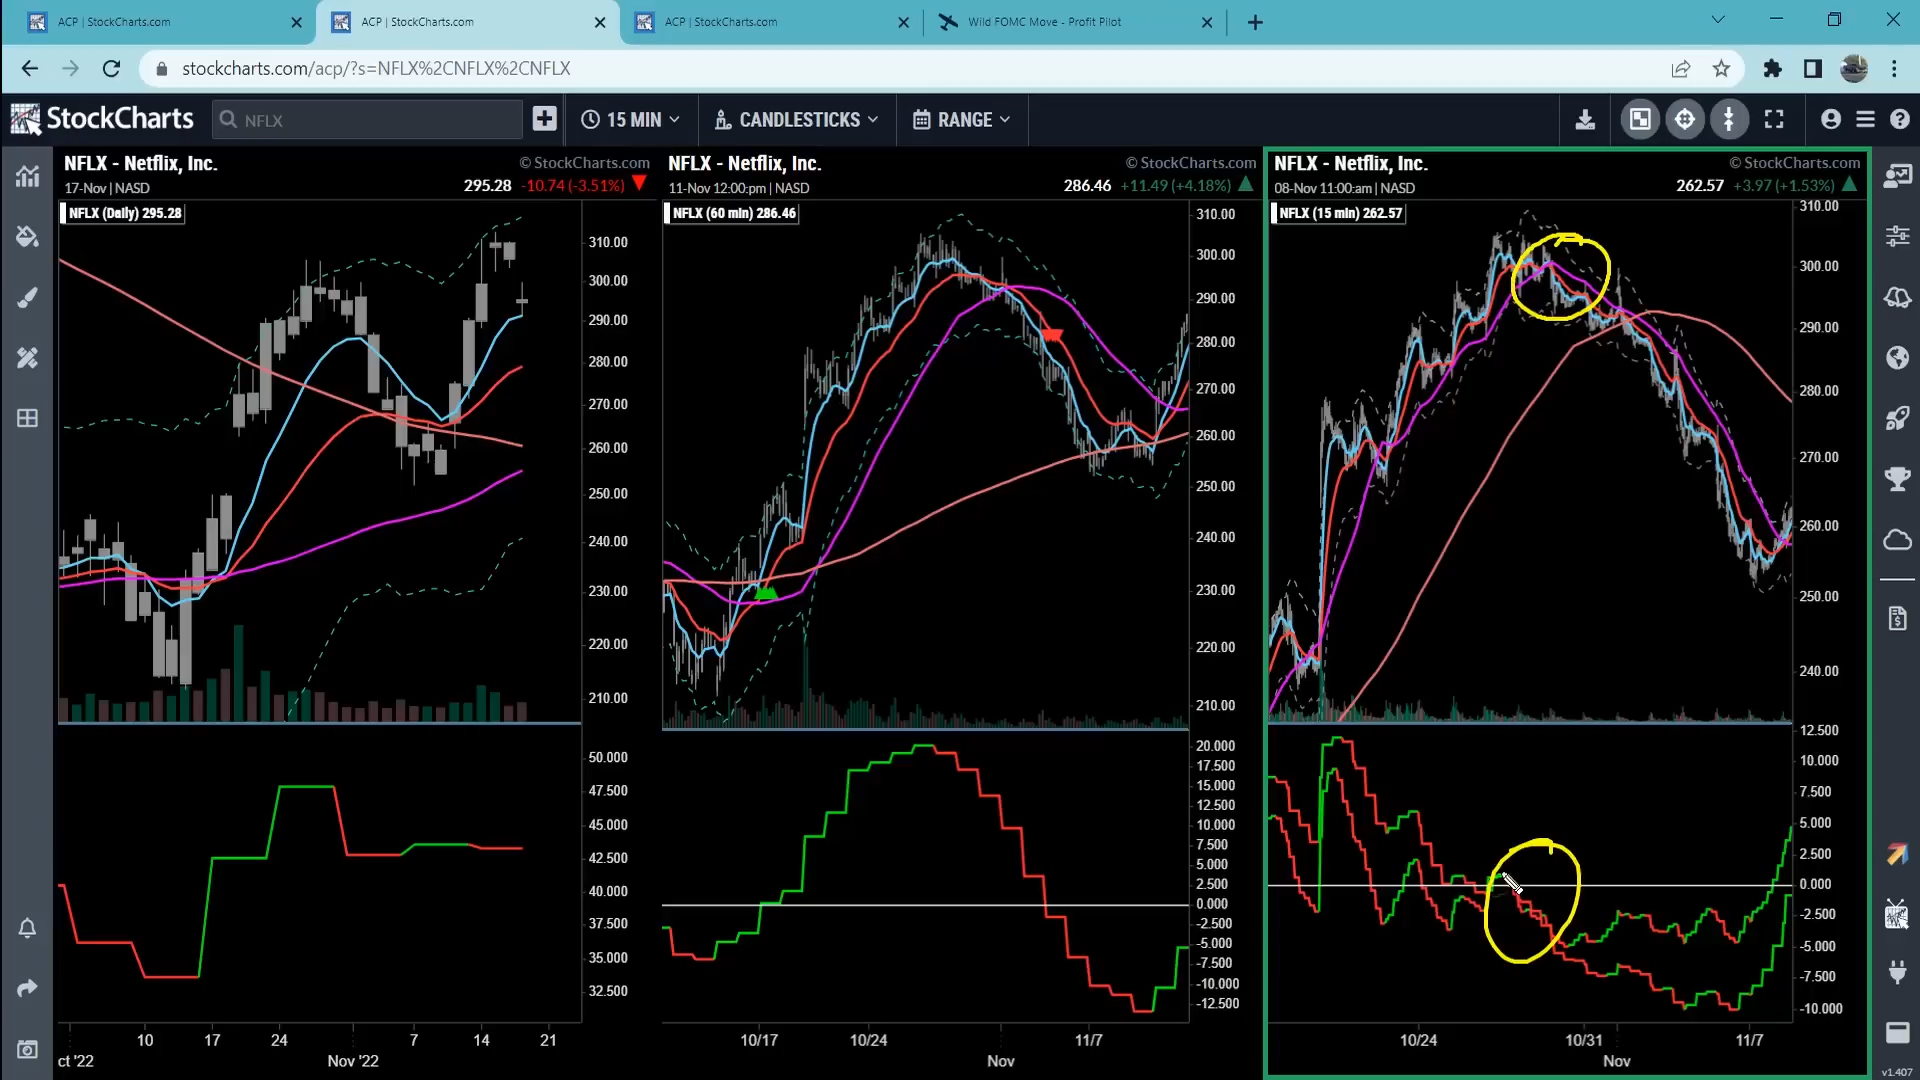 ACP | StockCharts.com
ACP | StockCharts.com
ACP | StockCharts.com
Wild FOMC Move - Profit Pilot
stockcharts.com/acp/?s=NFLX%2CNFLX%2CNFLX
StockCharts
NFLX
15 MIN
CANDLESTICKS
RANGE
NFLX - Netflix, Inc.
© StockCharts.com
17-Nov | NASD
295.28 -10.74 (-3.51%)
NFLX (Daily) 295.28
310.00
300.00
290.00
280.00
270.00
260.00
250.00
240.00
230.00
220.00
210.00
50.000
47.500
45.000
42.500
40.000
37.500
35.000
32.500
10 17 24 7 14 21
ct '22 Nov '22
NFLX - Netflix, Inc.
© StockCharts.com
11-Nov 12:00:pm | NASD
286.46 +11.49 (+4.18%)
NFLX (60 min) 286.46
310.00
300.00
290.00
280.00
270.00
260.00
250.00
240.00
230.00
220.00
210.00
20.000
17.500
15.000
12.500
10.000
7.500
5.000
2.500
0.000
-2.500
-5.000
-7.500
-10.000
-12.500
10/17 10/24 11/7
Nov
NFLX - Netflix, Inc.
© StockCharts.com
08-Nov 11:00:am | NASD
262.57 +3.97 (+1.53%)
NFLX (15 min) 262.57
310.00
300.00
290.00
280.00
270.00
260.00
250.00
240.00
12.500
10.000
7.500
5.000
2.500
0.000
-2.500
-5.000
-7.500
-10.000
10/24 10/31 11/7
Nov
v1.407